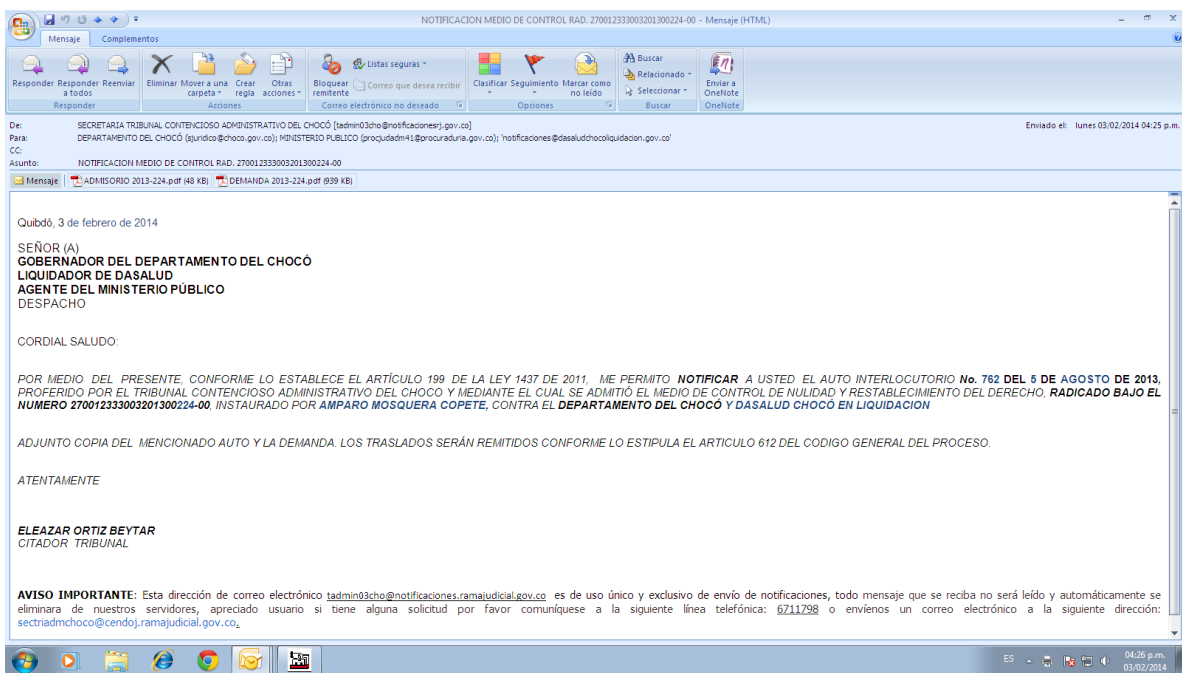 NOTIFICACION MEDIO DE CONTROL RAD. 27001233300320130022​4-00 - Mensaje (HTML)
Mensaje Complementos
Responder Responder a todos Reenviar
Eliminar Mover a una carpeta Crear regla Otras acciones
Bloquear remitente Listas seguras Correo que desea recibir
Clasificar Seguimiento Marcar como no leído
Buscar Relacionado Seleccionar
Enviar a OneNote
Responder Acciones Correo electrónico no deseado Opciones Buscar OneNote
De: SECRETARIA TRIBUNAL CONTENCIOSO ADMINISTRATIVO DEL CHOCÓ [tadmin03cho@notificacionesrj.gov.co] Enviado el: lunes 03/02/2014 04:25 p.m.
Para: DEPARTAMENTO DEL CHOCÓ (sjuridico@choco.gov.co); MINISTERIO PUBLICO (procjudadm41@procuraduria.gov.co); 'notificaciones@dasaludchocoliquidacion.gov.co'
CC:
Asunto: NOTIFICACION MEDIO DE CONTROL RAD. 270012333003201300224-00
Mensaje ADMISORIO 2013-224.pdf (48 KB) DEMANDA 2013-224.pdf (939 KB)
Quibdó, 3 de febrero de 2014
SEÑOR (A)
GOBERNADOR DEL DEPARTAMENTO DEL CHOCÓ
LIQUIDADOR DE DASALUD
AGENTE DEL MINISTERIO PÚBLICO
DESPACHO
CORDIAL SALUDO:
POR MEDIO DEL PRESENTE, CONFORME LO ESTABLECE EL ARTÍCULO 199 DE LA LEY 1437 DE 2011, ME PERMITO NOTIFICAR A USTED EL AUTO INTERLOCUTORIO No. 762 DEL 5 DE AGOSTO DE 2013,
PROFERIDO POR EL TRIBUNAL CONTENCIOSO ADMINISTRATIVO DEL CHOCO Y MEDIANTE EL CUAL SE ADMITIÓ EL MEDIO DE CONTROL DE NULIDAD Y RESTABLECIMIENTO DEL DERECHO, RADICADO BAJO EL
NUMERO 270012333003201300224-00, INSTAURADO POR AMPARO MOSQUERA COPETE, CONTRA EL DEPARTAMENTO DEL CHOCÓ Y DASALUD CHOCÓ EN LIQUIDACION
ADJUNTO COPIA DEL MENCIONADO AUTO Y LA DEMANDA. LOS TRASLADOS SERÁN REMITIDOS CONFORME LO ESTIPULA EL ARTICULO 612 DEL CODIGO GENERAL DEL PROCESO.
ATENTAMENTE
ELEAZAR ORTIZ BEYTAR
CITADOR TRIBUNAL
AVISO IMPORTANTE: Esta dirección de correo electrónico tadmin03cho@notificaciones.ramajudicial.gov.co es de uso único y exclusivo de envío de notificaciones, todo mensaje que se reciba no será leído y automáticamente se
eliminara de nuestros servidores, apreciado usuario si tiene alguna solicitud por favor comuníquese a la siguiente línea telefónica: 6711798 o envíenos un correo electrónico a la siguiente dirección:
sectriadmchoco@cendoj.ramajudicial.gov.co.
ES 04:26 p.m.
03/02/2014